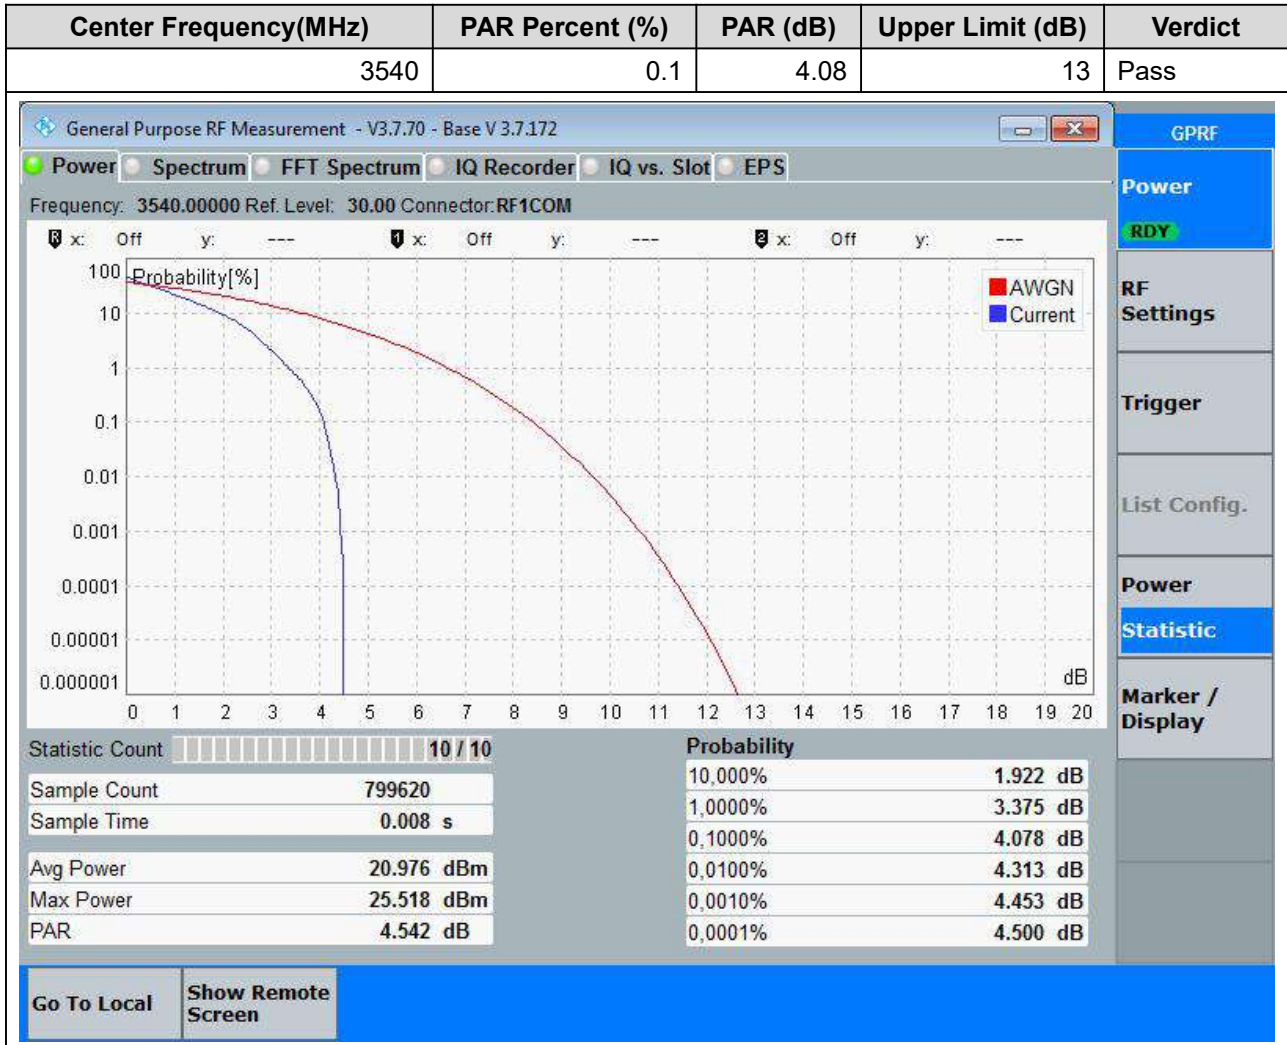 Center Frequency(MHz) PAR Percent (%) PAR (dB) Upper Limit (dB) Verdict
3540 0.1 4.08 13 Pass
General Purpose RF Measurement - V3.7.70 - Base V 3.7.172
GPRF
Power Spectrum FFT Spectrum IQ Recorder IQ vs. Slot EPS
Frequency: 3540.00000 Ref. Level: 30.00 Connector: RF1COM
R x: Off y: --- 1 x: Off y: --- 2 x: Off y: ---
Probability[%]
AWGN
Current
100
10
1
0.1
0.01
0.001
0.0001
0.00001
0.000001
dB
0 1 2 3 4 5 6 7 8 9 10 11 12 13 14 15 16 17 18 19 20
Statistic Count 10 / 10
Sample Count 799620
Sample Time 0.008 s
Avg Power 20.976 dBm
Max Power 25.518 dBm
PAR 4.542 dB
Probability
10,000% 1.922 dB
1,0000% 3.375 dB
0,1000% 4.078 dB
0,0100% 4.313 dB
0,0010% 4.453 dB
0,0001% 4.500 dB
Power
RDY
RF
Settings
Trigger
List Config.
Power
Statistic
Marker /
Display
Go To Local
Show Remote
Screen